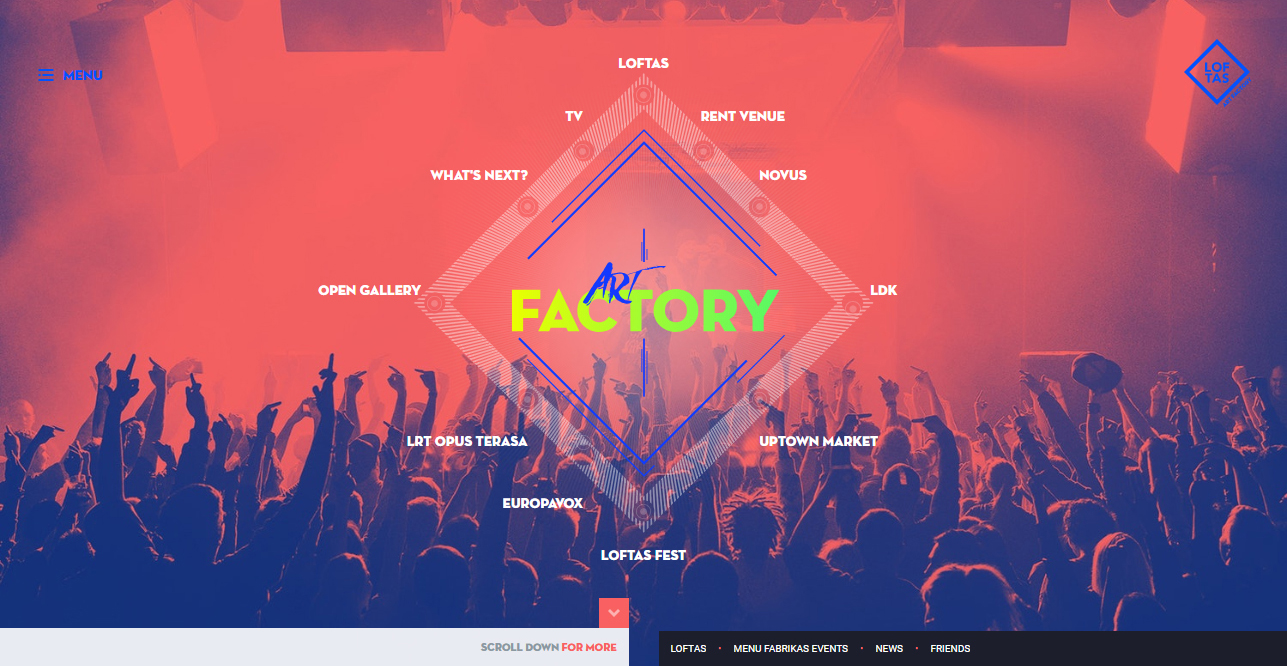 MENU
LOFTAS
LOF
TAS
TV
RENT VENUE
WHAT'S NEXT?
NOVUS
OPEN GALLERY
LDK
ART
FACTORY
LRT OPUS TERASA
UPTOWN MARKET
EUROPAVOX
LOFTAS FEST
SCROLL DOWN FOR MORE
LOFTAS • MENU FABRIKAS EVENTS • NEWS • FRIENDS